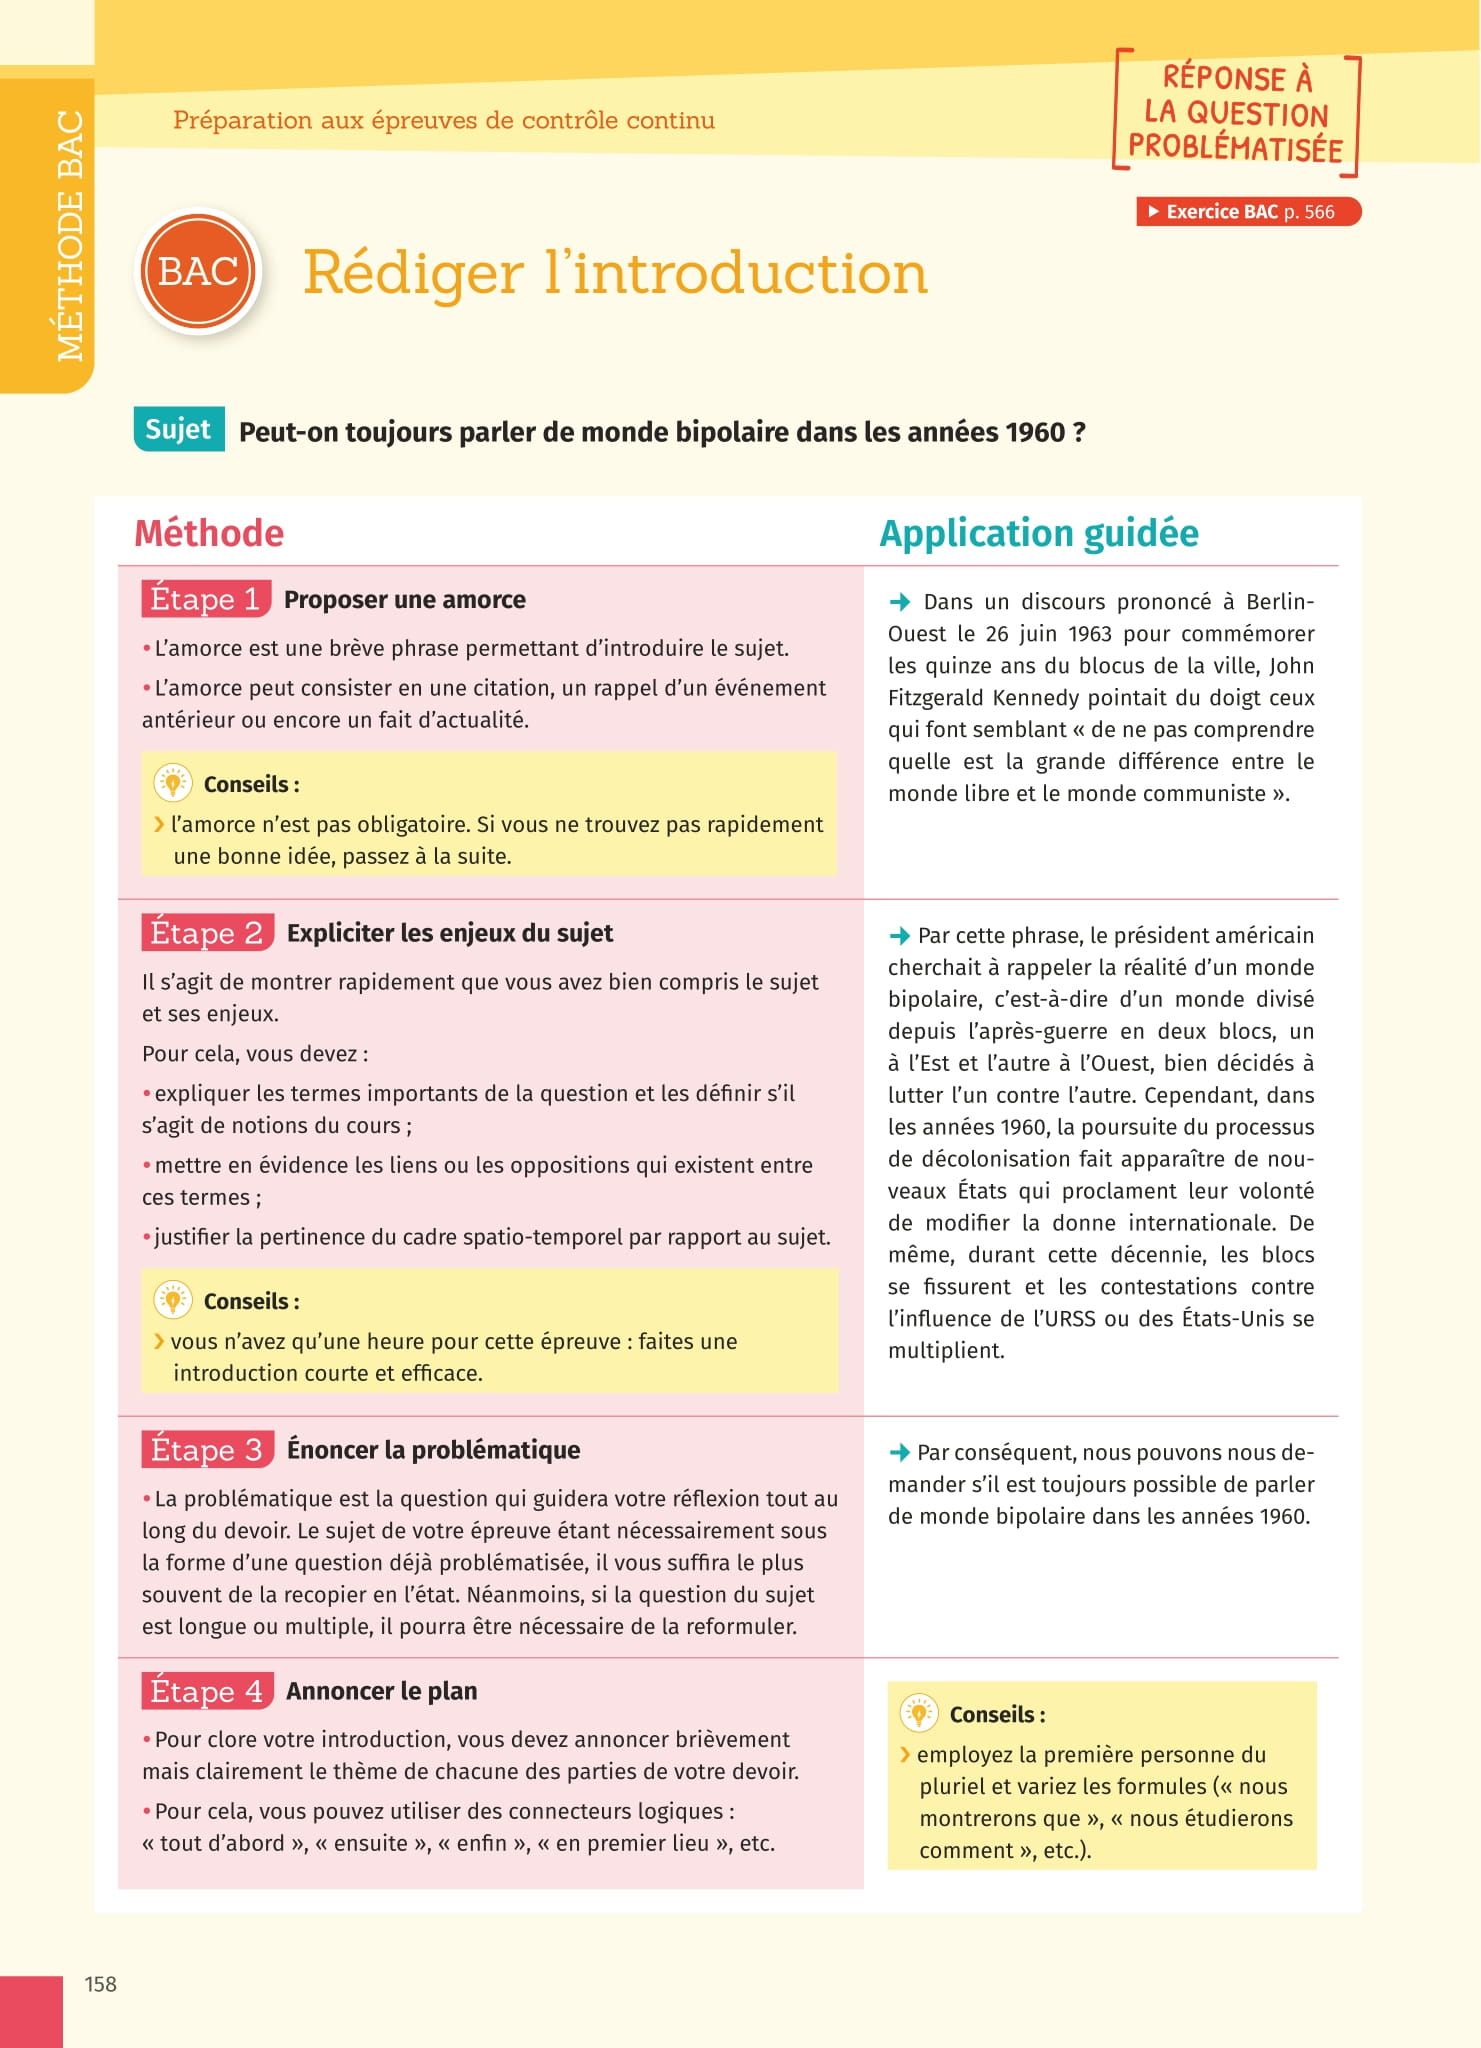 MÉTHODE BAC
Préparation aux épreuves de contrôle continu
RÉPONSE À
LA QUESTION
PROBLÉMATISÉE
▶ Exercice BAC p. 566
BAC
Rédiger l'introduction
Sujet Peut-on toujours parler de monde bipolaire dans les années 1960 ?
Méthode
Étape 1 Proposer une amorce
• L'amorce est une brève phrase permettant d'introduire le sujet.
• L'amorce peut consister en une citation, un rappel d'un événement
antérieur ou encore un fait d'actualité.
Conseils :
› l'amorce n'est pas obligatoire. Si vous ne trouvez pas rapidement
une bonne idée, passez à la suite.
Application guidée
➔ Dans un discours prononcé à Berlin-
Ouest le 26 juin 1963 pour commémorer
les quinze ans du blocus de la ville, John
Fitzgerald Kennedy pointait du doigt ceux
qui font semblant « de ne pas comprendre
quelle est la grande différence entre le
monde libre et le monde communiste ».
Étape 2 Expliciter les enjeux du sujet
Il s'agit de montrer rapidement que vous avez bien compris le sujet
et ses enjeux.
Pour cela, vous devez :
• expliquer les termes importants de la question et les définir s'il
s'agit de notions du cours ;
• mettre en évidence les liens ou les oppositions qui existent entre
ces termes ;
• justifier la pertinence du cadre spatio-temporel par rapport au sujet.
Conseils :
› vous n'avez qu'une heure pour cette épreuve : faites une
introduction courte et efficace.
➔ Par cette phrase, le président américain
cherchait à rappeler la réalité d'un monde
bipolaire, c'est-à-dire d'un monde divisé
depuis l'après-guerre en deux blocs, un
à l'Est et l'autre à l'Ouest, bien décidés à
lutter l'un contre l'autre. Cependant, dans
les années 1960, la poursuite du processus
de décolonisation fait apparaître de nou-
veaux États qui proclament leur volonté
de modifier la donne internationale. De
même, durant cette décennie, les blocs
se fissurent et les contestations contre
l'influence de l'URSS ou des États-Unis se
multiplient.
Étape 3 Énoncer la problématique
• La problématique est la question qui guidera votre réflexion tout au
long du devoir. Le sujet de votre épreuve étant nécessairement sous
la forme d'une question déjà problématisée, il vous suffira le plus
souvent de la recopier en l'état. Néanmoins, si la question du sujet
est longue ou multiple, il pourra être nécessaire de la reformuler.
➔ Par conséquent, nous pouvons nous de-
mander s'il est toujours possible de parler
de monde bipolaire dans les années 1960.
Étape 4 Annoncer le plan
• Pour clore votre introduction, vous devez annoncer brièvement
mais clairement le thème de chacune des parties de votre devoir.
• Pour cela, vous pouvez utiliser des connecteurs logiques :
« tout d'abord », « ensuite », « enfin », « en premier lieu », etc.
Conseils :
› employez la première personne du
pluriel et variez les formules (« nous
montrerons que », « nous étudierons
comment », etc.).
158